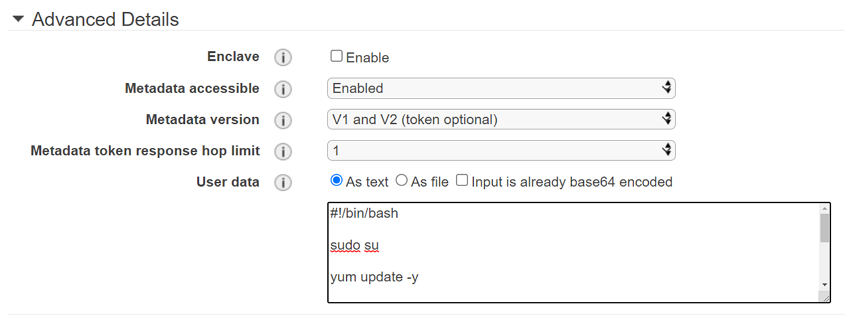 Advanced Details
Enclave i Enable
Metadata accessible i Enabled
Metadata version i V1 and V2 (token optional)
Metadata token response hop limit i 1
User data i As text As file Input is already base64 encoded
#!/bin/bash
sudo su
yum update -y